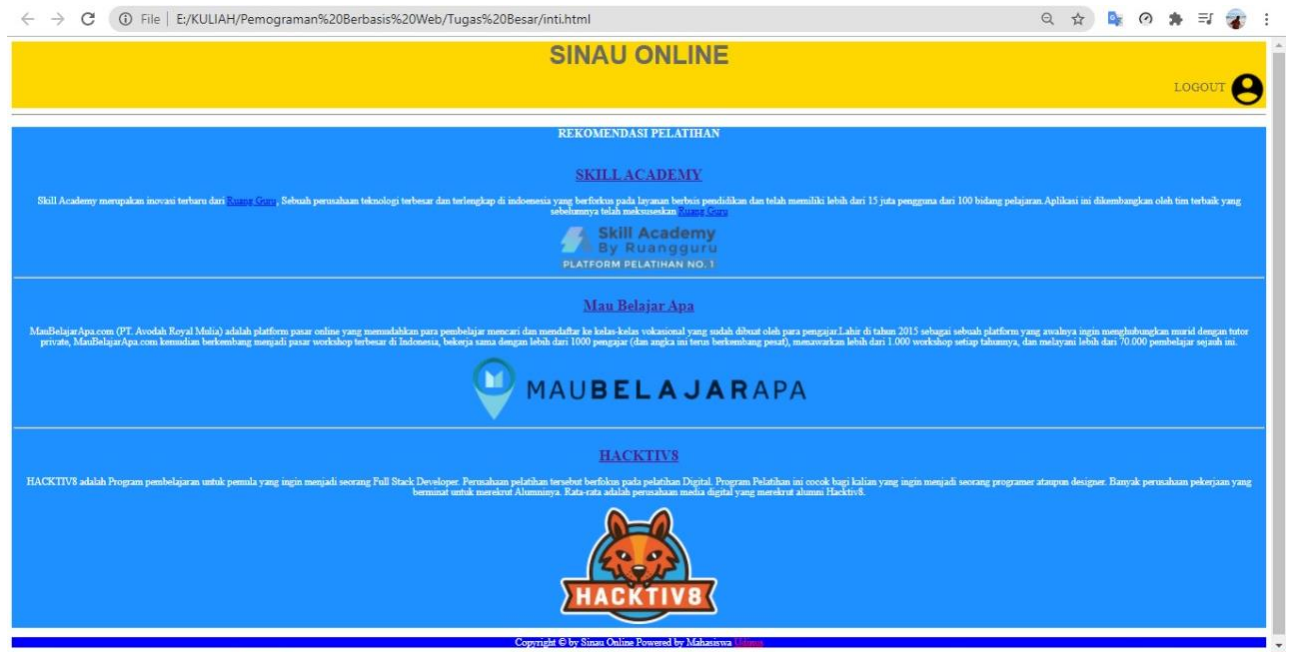 File | E:/KULIAH/Pemograman%20Berbasis%20Web/Tugas%20Besar/inti.html
SINAU ONLINE
LOGOUT
REKOMENDASI PELATIHAN
SKILL ACADEMY
Skill Academy merupakan inovasi terbaru dari Ruang Guru. Sebuah perusahaan teknologi terbesar dan terlengkap di indoenesia yang berforkus pada layanan berbsis pendidikan dan telah memiliki lebih dari 15 juta pengguna dari 100 bidang pelajaran.Aplikasi ini dikembangkan oleh tim terbaik yang
sebelumnya telah meksuseskan Ruang Guru
Skill Academy
By Ruangguru
PLATFORM PELATIHAN NO. 1
Mau Belajar Apa
MauBelajarApa.com (PT. Avodah Royal Mulia) adalah platform pasar online yang memudahkan para pembelajar mencari dan mendaftar ke kelas-kelas vokasional yang sudah dibuat oleh para pengajar.Lahir di tahun 2015 sebagai sebuah platform yang awalnya ingin menghubungkan murid dengan tutor
private, MauBelajarApa.com kemudian berkembang menjadi pasar workshop terbesar di Indonesia, bekerja sama dengan lebih dari 1000 pengajar (dan angka ini terus berkembang pesat), menawarkan lebih dari 1.000 workshop setiap tahunnya, dan melayani lebih dari 70.000 pembelajar sejauh ini.
MAUBELAJARAPA
HACKTIV8
HACKTIV8 adalah Program pembelajaran untuk pemula yang ingin menjadi seorang Full Stack Developer. Perusahaan pelatihan tersebut berfokus pada pelatihan Digital. Program Pelatihan ini cocok bagi kalian yang ingin menjadi seorang programer ataupun designer. Banyak perusahaan pekerjaan yang
berminat untuk merekrut Alumninya. Rata-rata adalah perusahaan media digital yang merekrut alumni Hacktiv8.
HACKTIV8
Copyright © by Sinau Online Powered by Mahasiswa